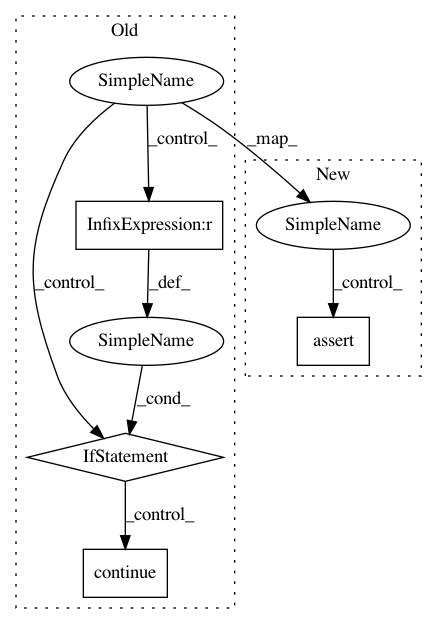 Old
SimpleName
_control_
_map_
New
InfixExpression:r
SimpleName
_control_
_def_
_control_
SimpleName
assert
_cond_
IfStatement
_control_
continue